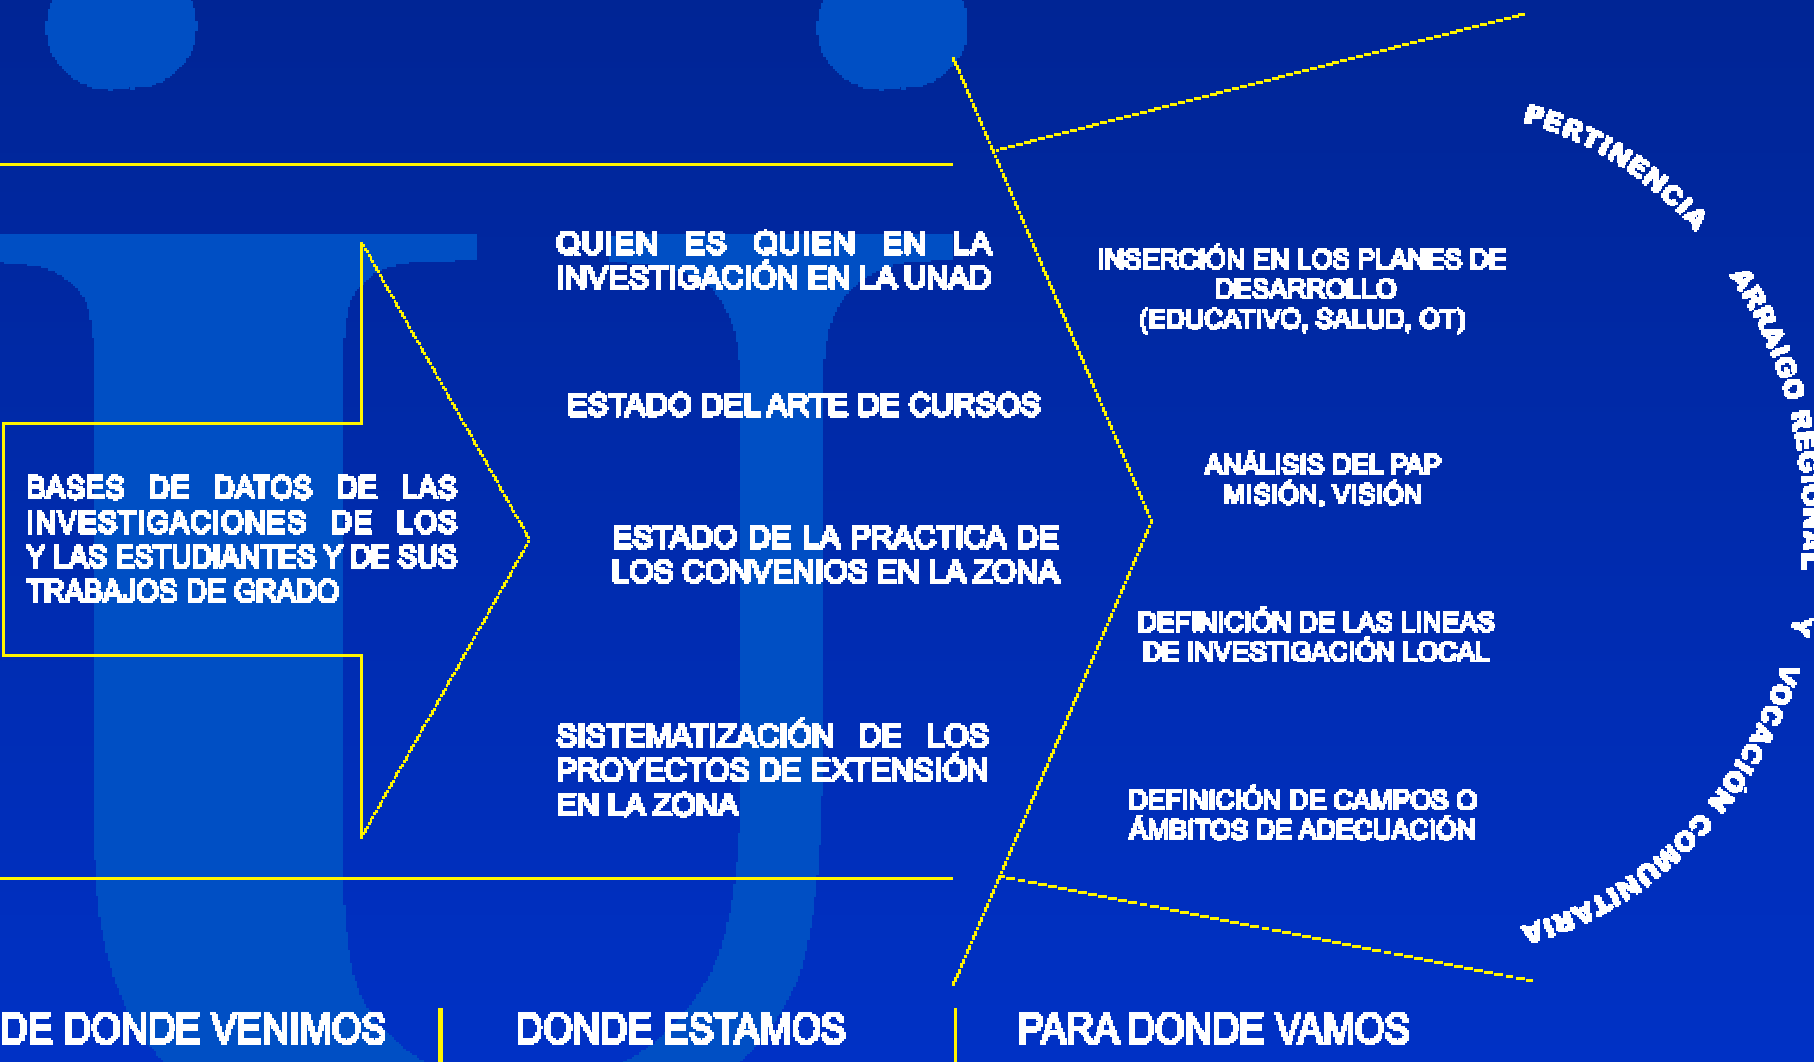 BASES DE DATOS DE LAS
INVESTIGACIONES DE LOS
Y LAS ESTUDIANTES Y DE SUS
TRABAJOS DE GRADO
QUIEN ES QUIEN EN LA
INVESTIGACIÓN EN LA UNAD
ESTADO DEL ARTE DE CURSOS
ESTADO DE LA PRACTICA DE
LOS CONVENIOS EN LA ZONA
SISTEMATIZACIÓN DE LOS
PROYECTOS DE EXTENSIÓN
EN LA ZONA
INSERCIÓN EN LOS PLANES DE
DESARROLLO
(EDUCATIVO, SALUD, OT)
ANÁLISIS DEL PAP
MISIÓN, VISIÓN
DEFINICIÓN DE LAS LINEAS
DE INVESTIGACIÓN LOCAL
DEFINICIÓN DE CAMPOS O
ÁMBITOS DE ADECUACIÓN
PERTINENCIA ARRAIGO REGIONAL Y VOCACIÓN COMUNITARIA
DE DONDE VENIMOS
DONDE ESTAMOS
PARA DONDE VAMOS